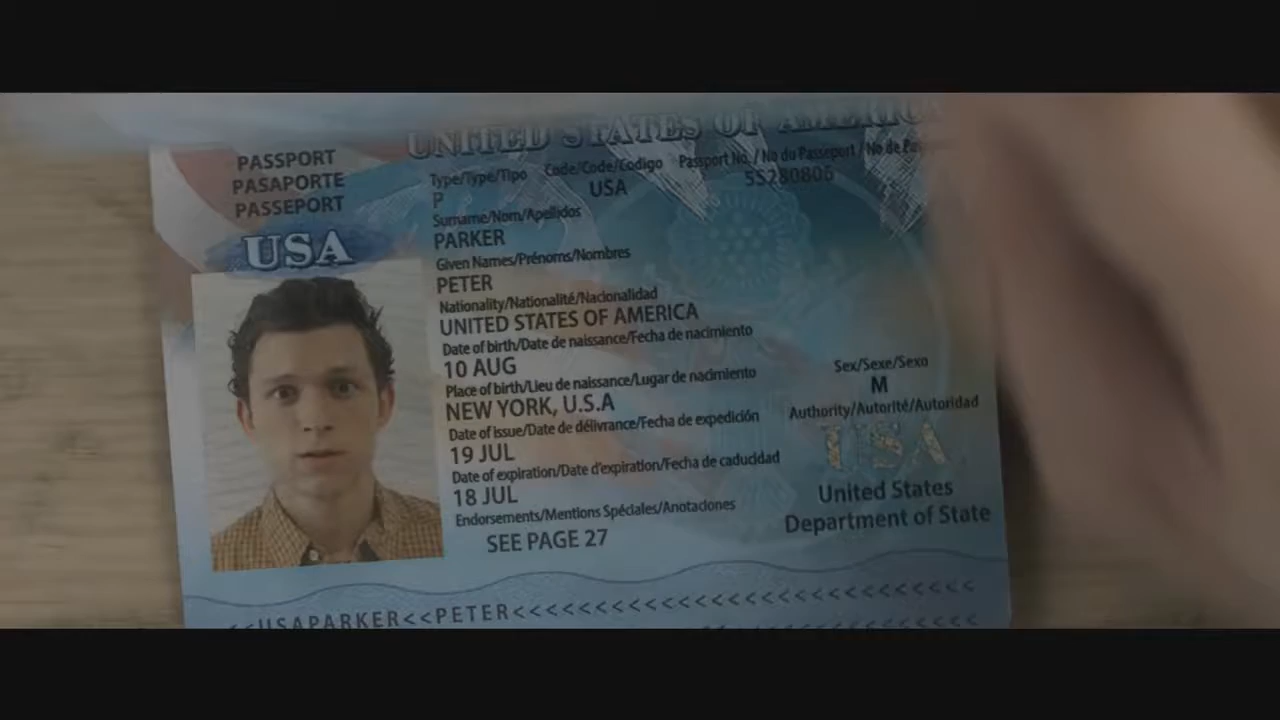 UNITED STATES OF AMERICA
PASSPORT
PASAPORTE
PASSEPORT
USA
Type/Type/Tipo Code/Code/Codigo Passport No. / No du Passeport / No de
P USA 55280806
Surname/Nom/Apellidos
PARKER
Given Names/Prénoms/Nombres
PETER
Nationality/Nationalité/Nacionalidad
UNITED STATES OF AMERICA
Date of birth/Date de naissance/Fecha de nacimiento
10 AUG
Place of birth/Lieu de naissance/Lugar de nacimiento
NEW YORK, U.S.A
Date of issue/Date de délivrance/Fecha de expedición
19 JUL
Date of expiration/Date d'expiration/Fecha de caducidad
18 JUL
Endorsements/Mentions Spéciales/Anotaciones
SEE PAGE 27
Sex/Sexe/Sexo
M
Authority/Autorité/Autoridad
USA
United States
Department of State
<<USAPARKER<<PETER<<<<<<<<<<<<<<<<<<<<<<<<<<<<<